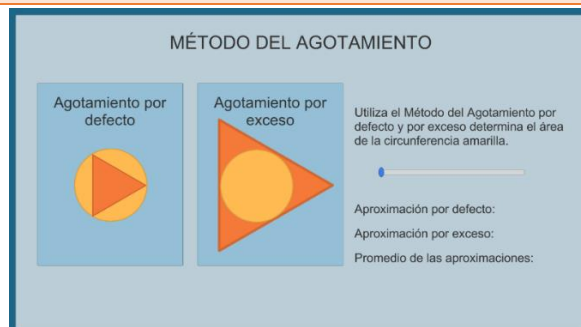 MÉTODO DEL AGOTAMIENTO
Agotamiento por
defecto
Agotamiento por
exceso
Utiliza el Método del Agotamiento por
defecto y por exceso determina el área
de la circunferencia amarilla.
Aproximación por defecto:
Aproximación por exceso:
Promedio de las aproximaciones: